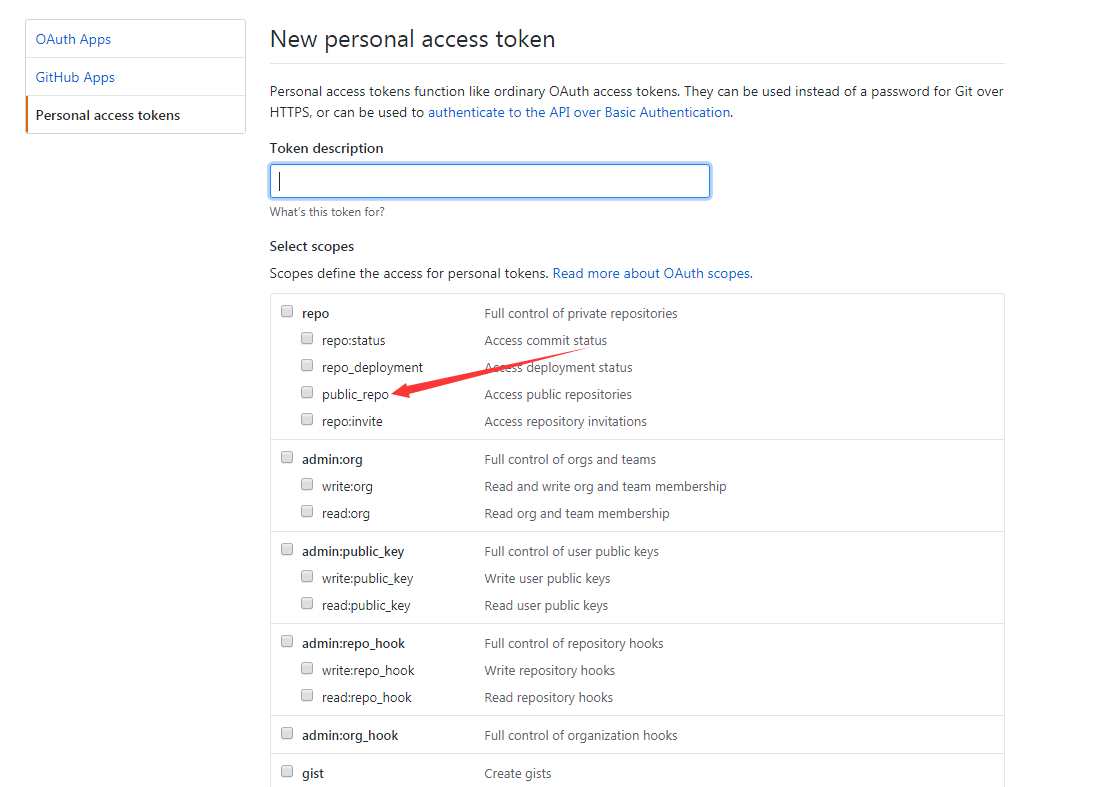 OAuth Apps
GitHub Apps
Personal access tokens
New personal access token
Personal access tokens function like ordinary OAuth access tokens. They can be used instead of a password for Git over
HTTPS, or can be used to authenticate to the API over Basic Authentication.
Token description
What's this token for?
Select scopes
Scopes define the access for personal tokens. Read more about OAuth scopes.
repo Full control of private repositories
repo:status Access commit status
repo_deployment Access deployment status
public_repo Access public repositories
repo:invite Access repository invitations
admin:org Full control of orgs and teams
write:org Read and write org and team membership
read:org Read org and team membership
admin:public_key Full control of user public keys
write:public_key Write user public keys
read:public_key Read user public keys
admin:repo_hook Full control of repository hooks
write:repo_hook Write repository hooks
read:repo_hook Read repository hooks
admin:org_hook Full control of organization hooks
gist Create gists